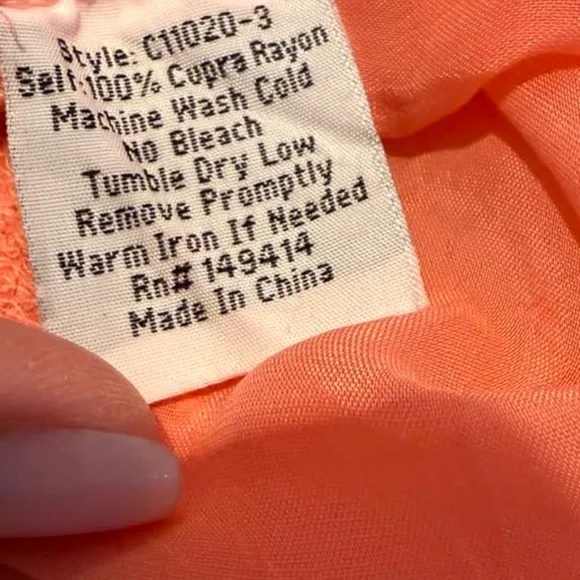 Style: C11020-3
Self:100% Cupra Rayon
Machine Wash Cold
No Bleach
Tumble Dry Low
Remove Promptly
Warm Iron If Needed
Rn# 149414
Made In China